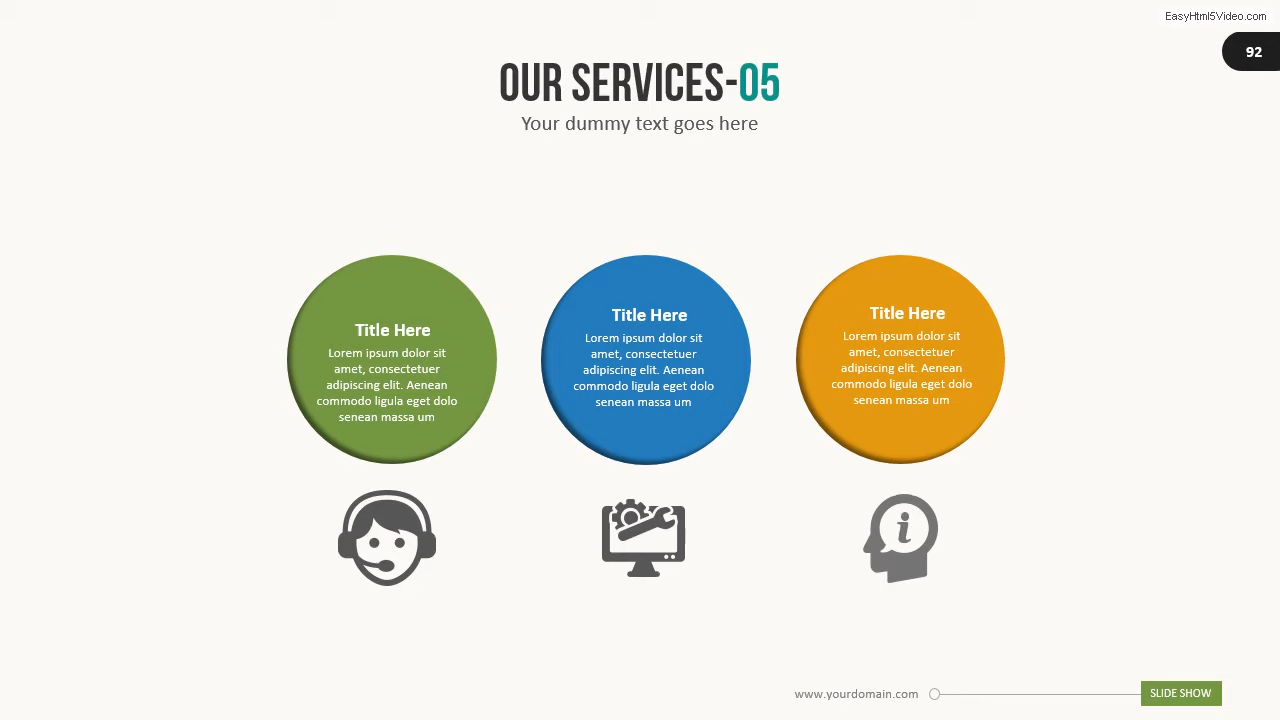 EasyHtml5Video.com
92
OUR SERVICES-05
Your dummy text goes here
Title Here
Lorem ipsum dolor sit
amet, consectetuer
adipiscing elit. Aenean
commodo ligula eget dolo
senean massa um
Title Here
Lorem ipsum dolor sit
amet, consectetuer
adipiscing elit. Aenean
commodo ligula eget dolo
senean massa um
Title Here
Lorem ipsum dolor sit
amet, consectetuer
adipiscing elit. Aenean
commodo ligula eget dolo
senean massa um
i
www.yourdomain.com
SLIDE SHOW